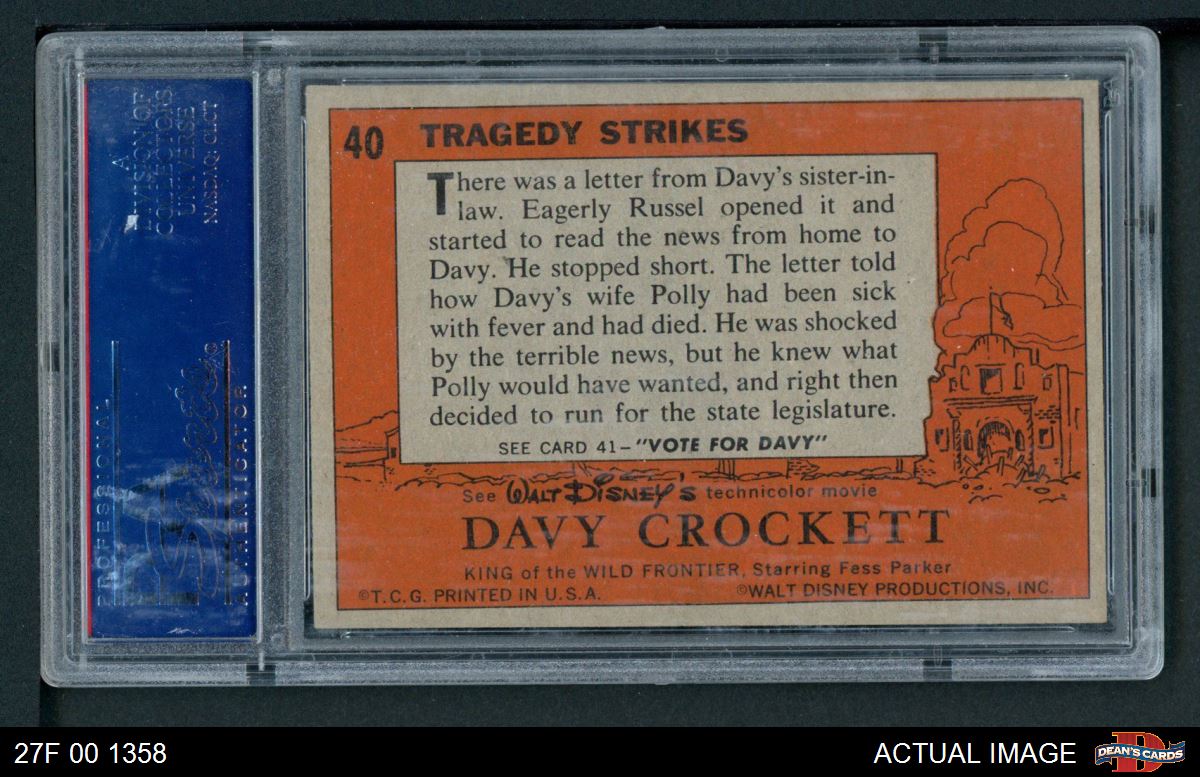 A
DIVISION OF
COLLECTORS
UNIVERSE
NASDAQ: CLCT
PROFESSIONAL
AUTHENTICATOR
40 TRAGEDY STRIKES
There was a letter from Davy's sister-in-
law. Eagerly Russel opened it and
started to read the news from home to
Davy. He stopped short. The letter told
how Davy's wife Polly had been sick
with fever and had died. He was shocked
by the terrible news, but he knew what
Polly would have wanted, and right then
decided to run for the state legislature.
SEE CARD 41–"VOTE FOR DAVY"
See WALT DISNEY'S technicolor movie
DAVY CROCKETT
KING of the WILD FRONTIER, Starring Fess Parker
©T.C.G. PRINTED IN U.S.A. ©WALT DISNEY PRODUCTIONS, INC.
27F 00 1358
ACTUAL IMAGE
DEAN'S CARDS